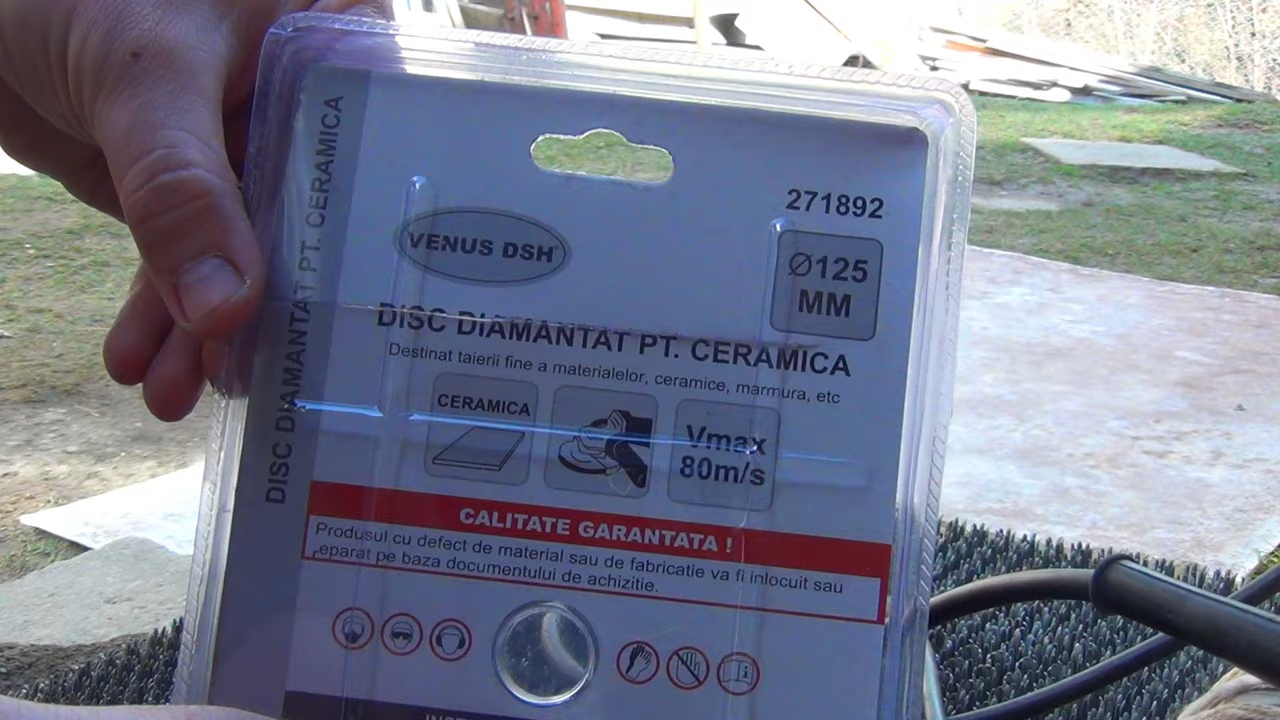 DISC DIAMANTAT PT. CERAMICA
271892
VENUS DSH
Ø125
MM
DISC DIAMANTAT PT. CERAMICA
Destinat taierii fine a materialelor, ceramice, marmura, etc
CERAMICA
Vmax
80m/s
CALITATE GARANTATA !
Produsul cu defect de material sau de fabricatie va fi inlocuit sau
reparat pe baza documentului de achizitie.